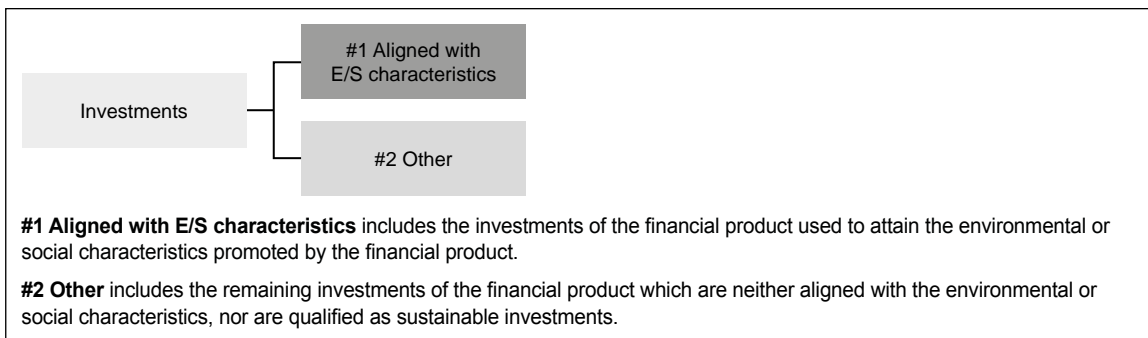 #1 Aligned with
E/S characteristics
Investments
#2 Other
#1 Aligned with E/S characteristics includes the investments of the financial product used to attain the environmental or
social characteristics promoted by the financial product.
#2 Other includes the remaining investments of the financial product which are neither aligned with the environmental or
social characteristics, nor are qualified as sustainable investments.